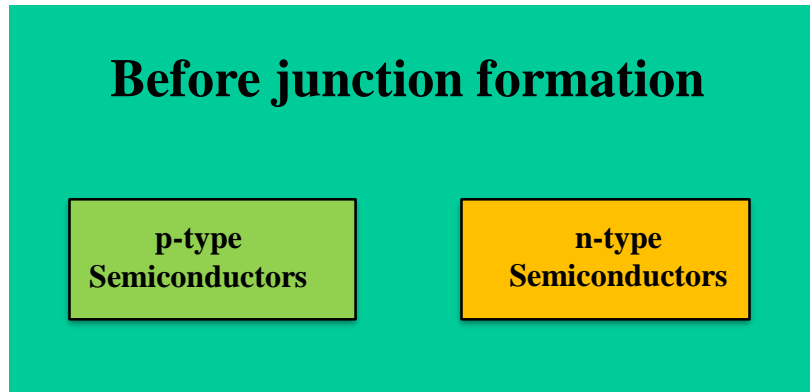 Before junction formation
p-type
Semiconductors
n-type
Semiconductors